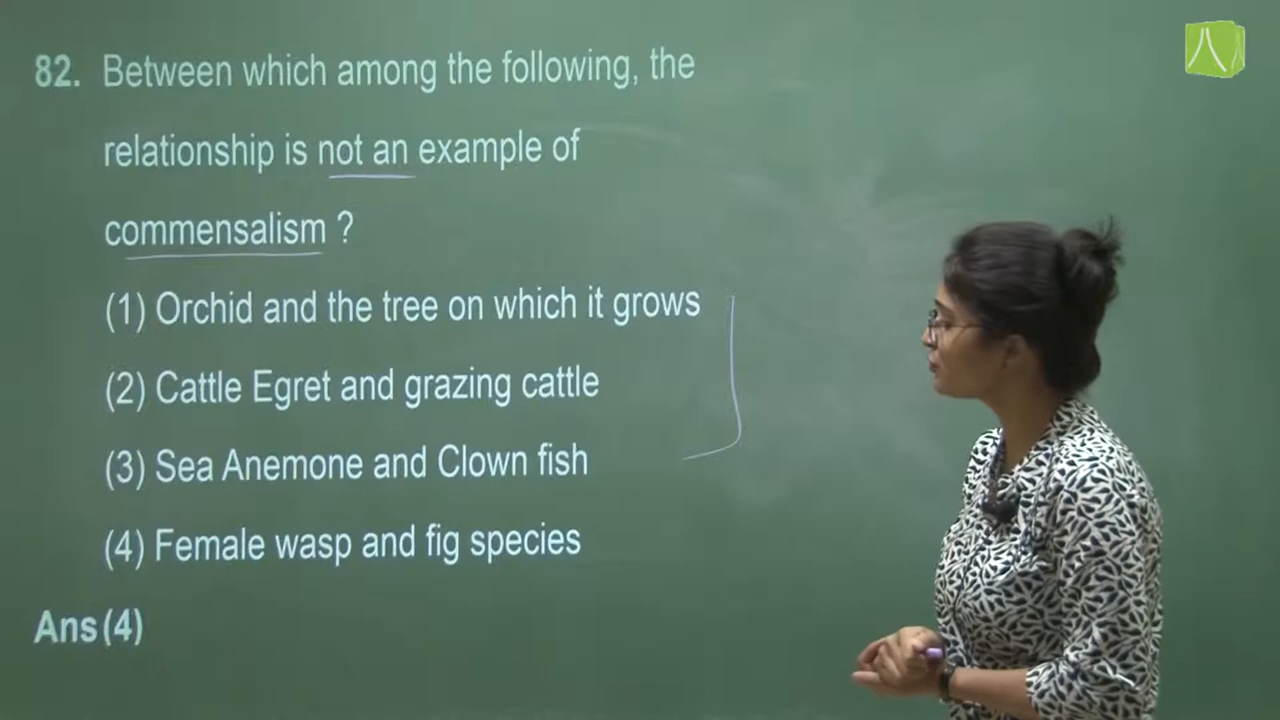 82. Between which among the following, the
relationship is not an example of
commensalism ?
(1) Orchid and the tree on which it grows
(2) Cattle Egret and grazing cattle
(3) Sea Anemone and Clown fish
(4) Female wasp and fig species
Ans (4)